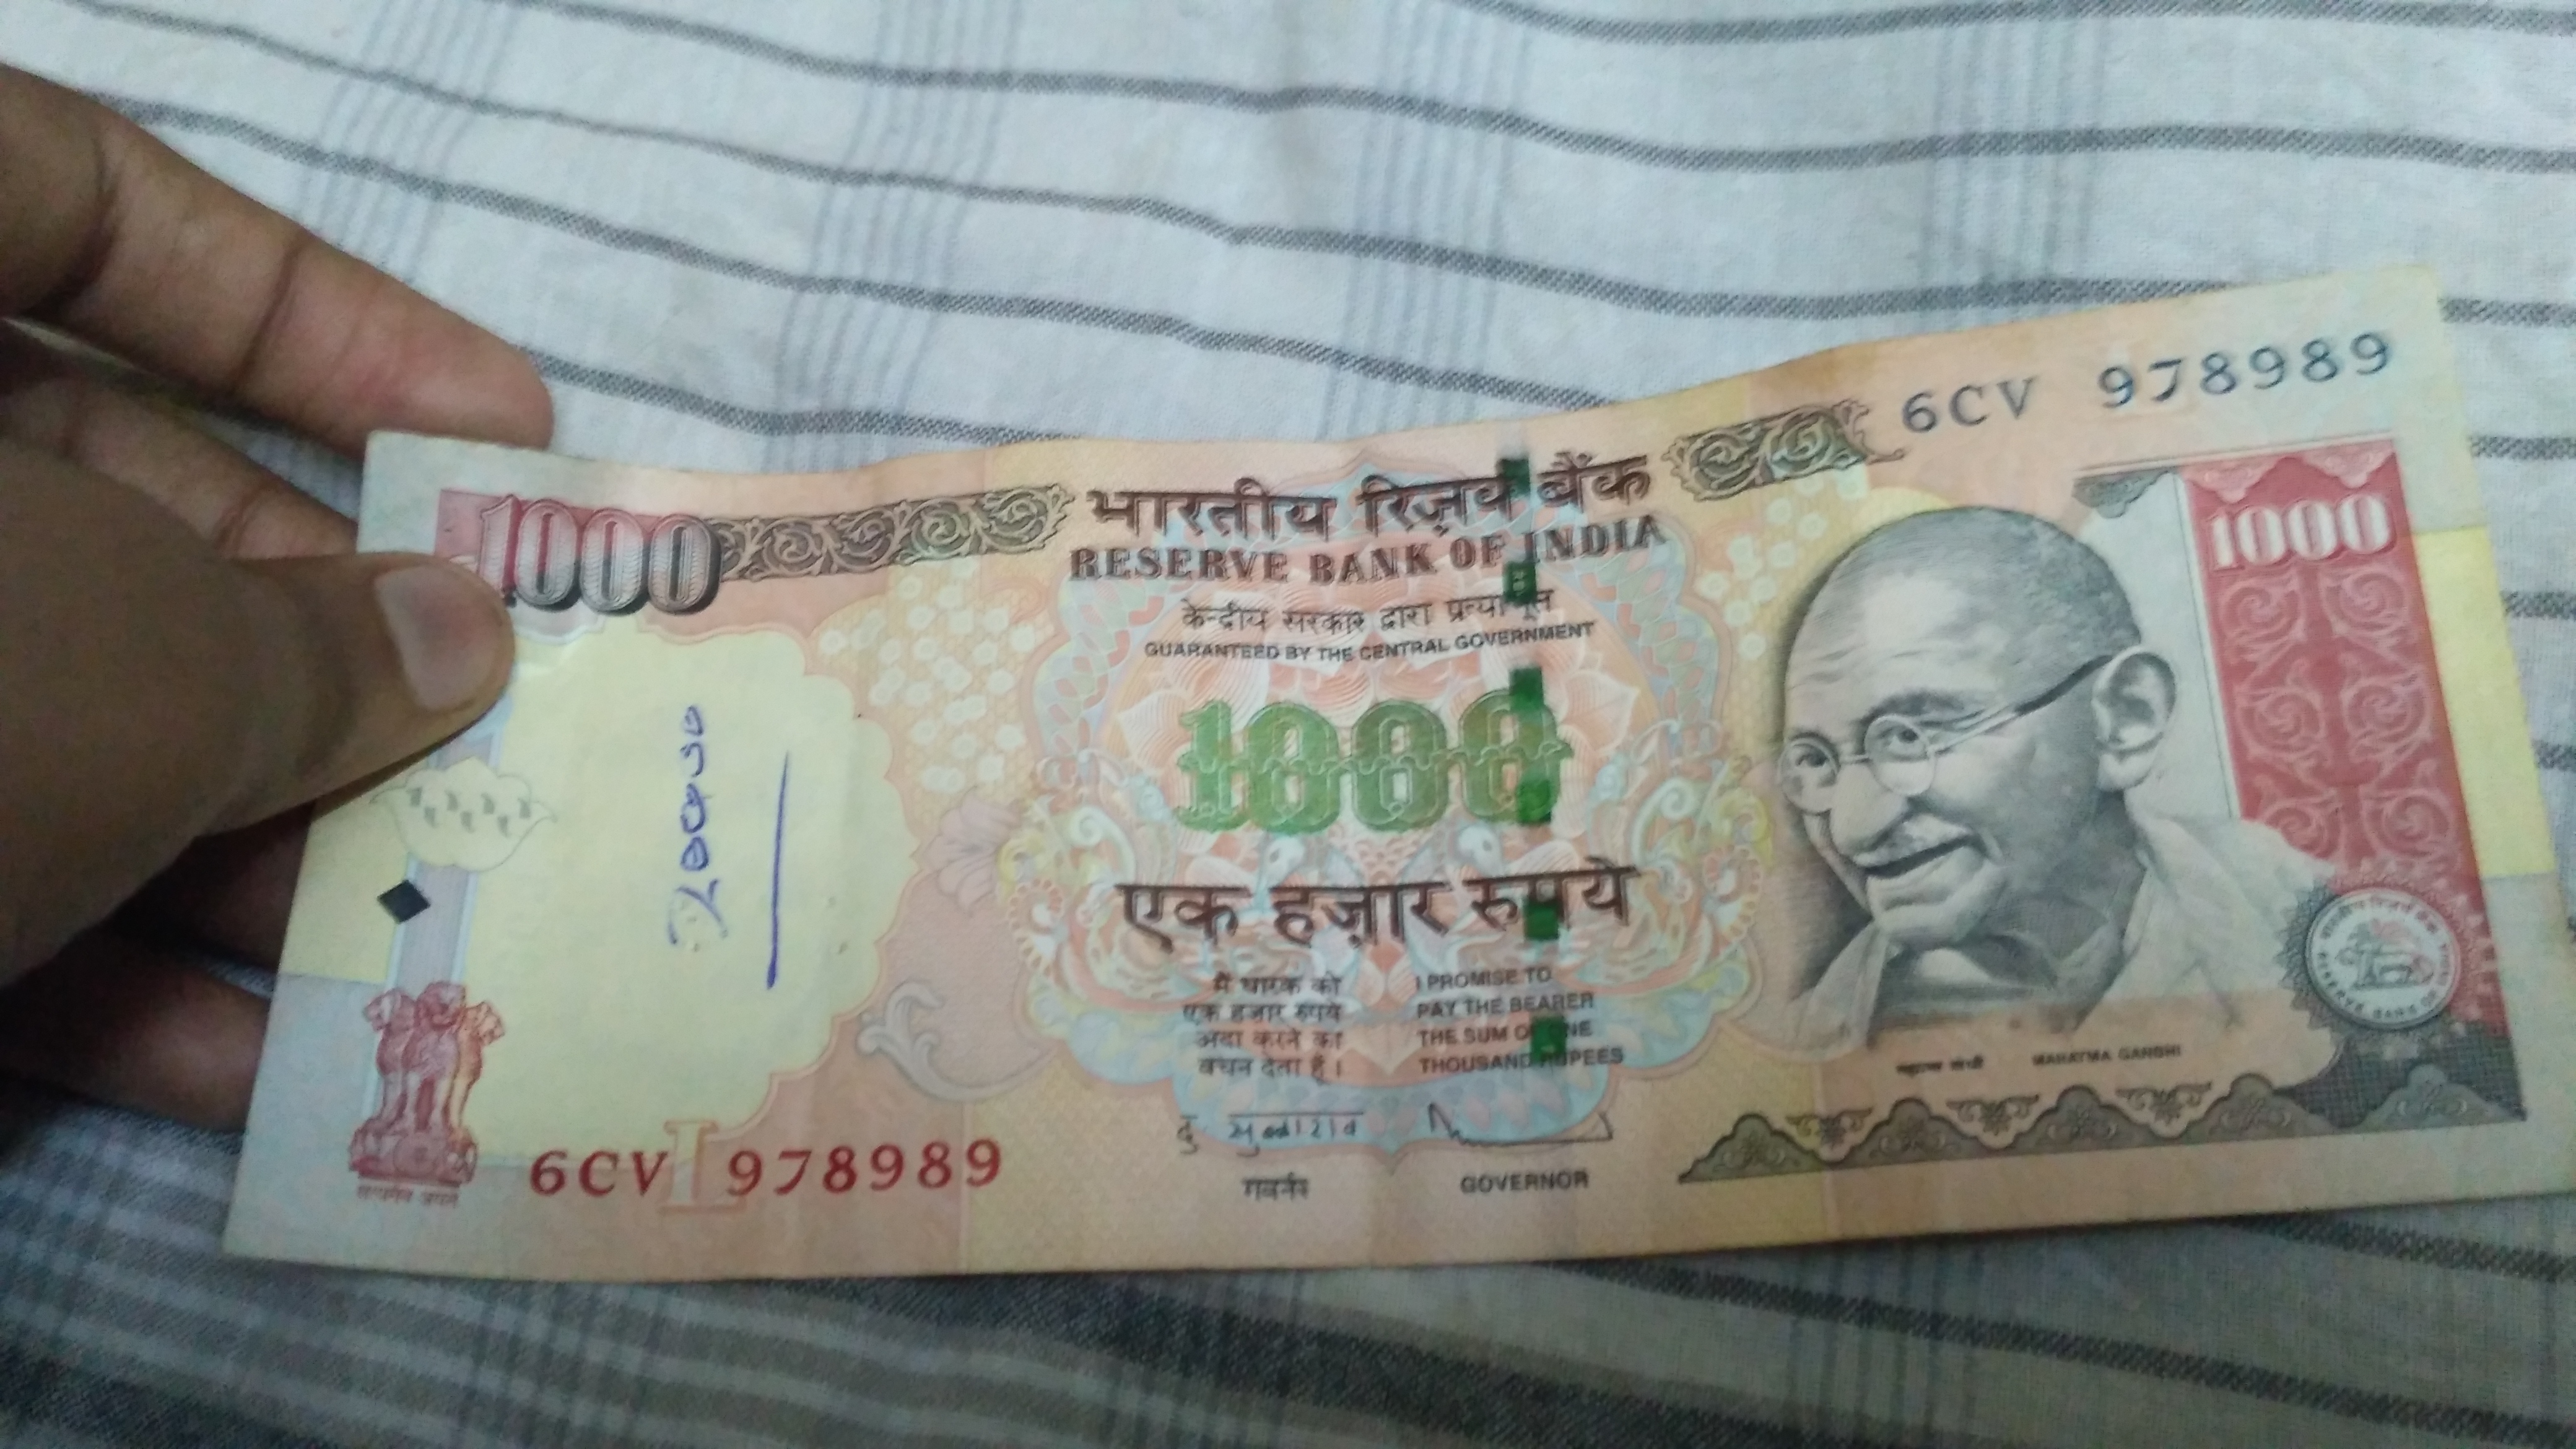 6CV 978989
1000
1000
भारतीय रिज़र्व बैंक
RESERVE BANK OF INDIA
केन्द्रीय सरकार द्वारा प्रत्याभूत
GUARANTEED BY THE CENTRAL GOVERNMENT
1000
एक हज़ार रुपये
मैं धारक को
एक हज़ार रुपये
अदा करने का
वचन देता हूँ।
I PROMISE TO
PAY THE BEARER
THE SUM OF ONE
THOUSAND RUPEES
महात्मा गांधी MAHATMA GANDHI
गवर्नर GOVERNOR
सत्यमेव जयते
6CV 978989